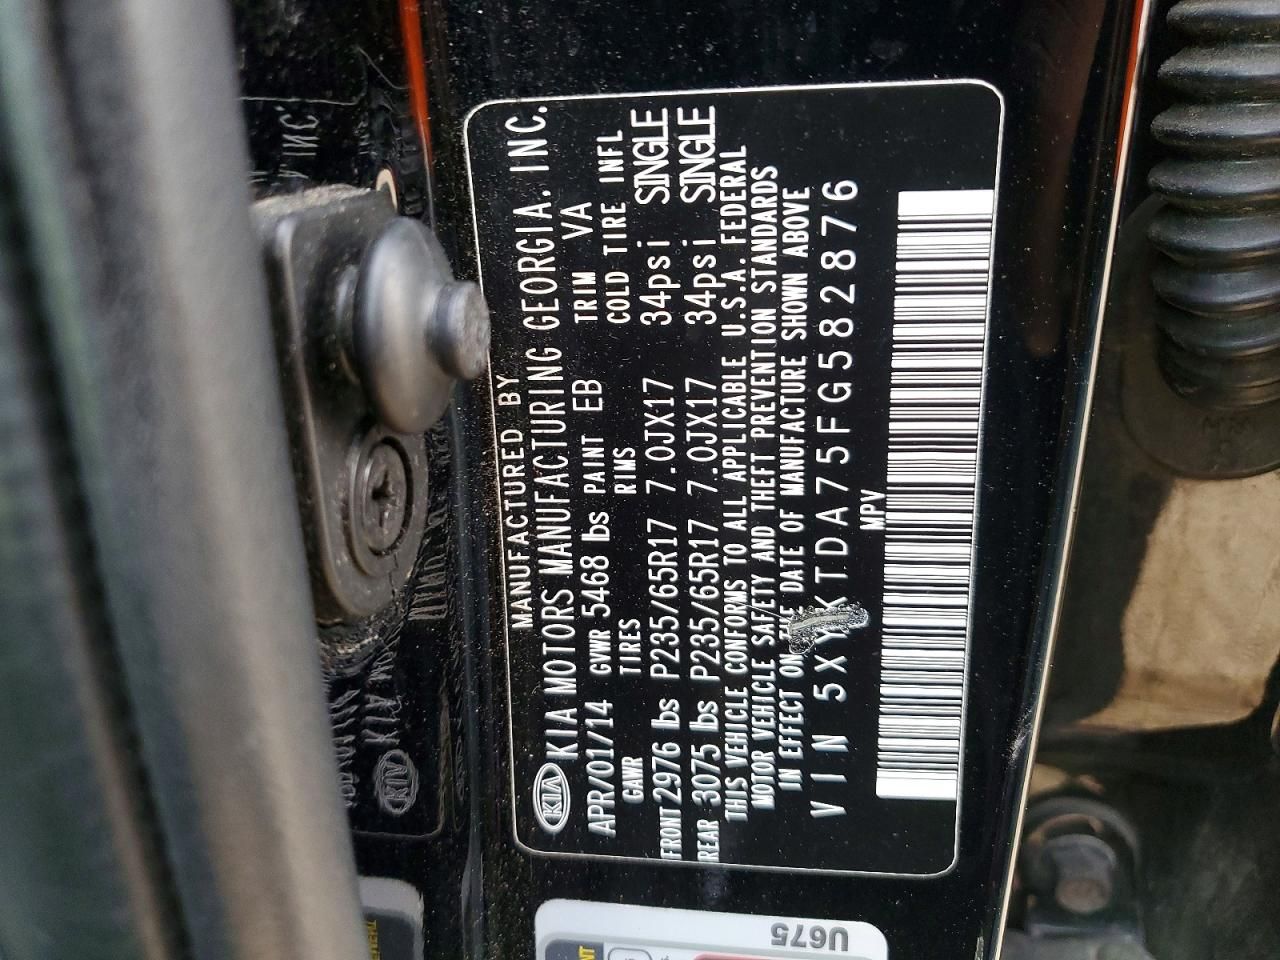 MANUFACTURED BY
KIA KIA MOTORS MANUFACTURING GEORGIA. INC.
APR/01/14 GVWR 5468 lbs PAINT EB TRIM VA
GAWR TIRES RIMS COLD TIRE INFL
FRONT 2976 lbs P235/65R17 7.0JX17 34psi SINGLE
REAR 3075 lbs P235/65R17 7.0JX17 34psi SINGLE
THIS VEHICLE CONFORMS TO ALL APPLICABLE U.S.A. FEDERAL
MOTOR VEHICLE SAFETY AND THEFT PREVENTION STANDARDS
IN EFFECT ON THE DATE OF MANUFACTURE SHOWN ABOVE
VIN 5XYKTDA75FG582876
MPV
U675